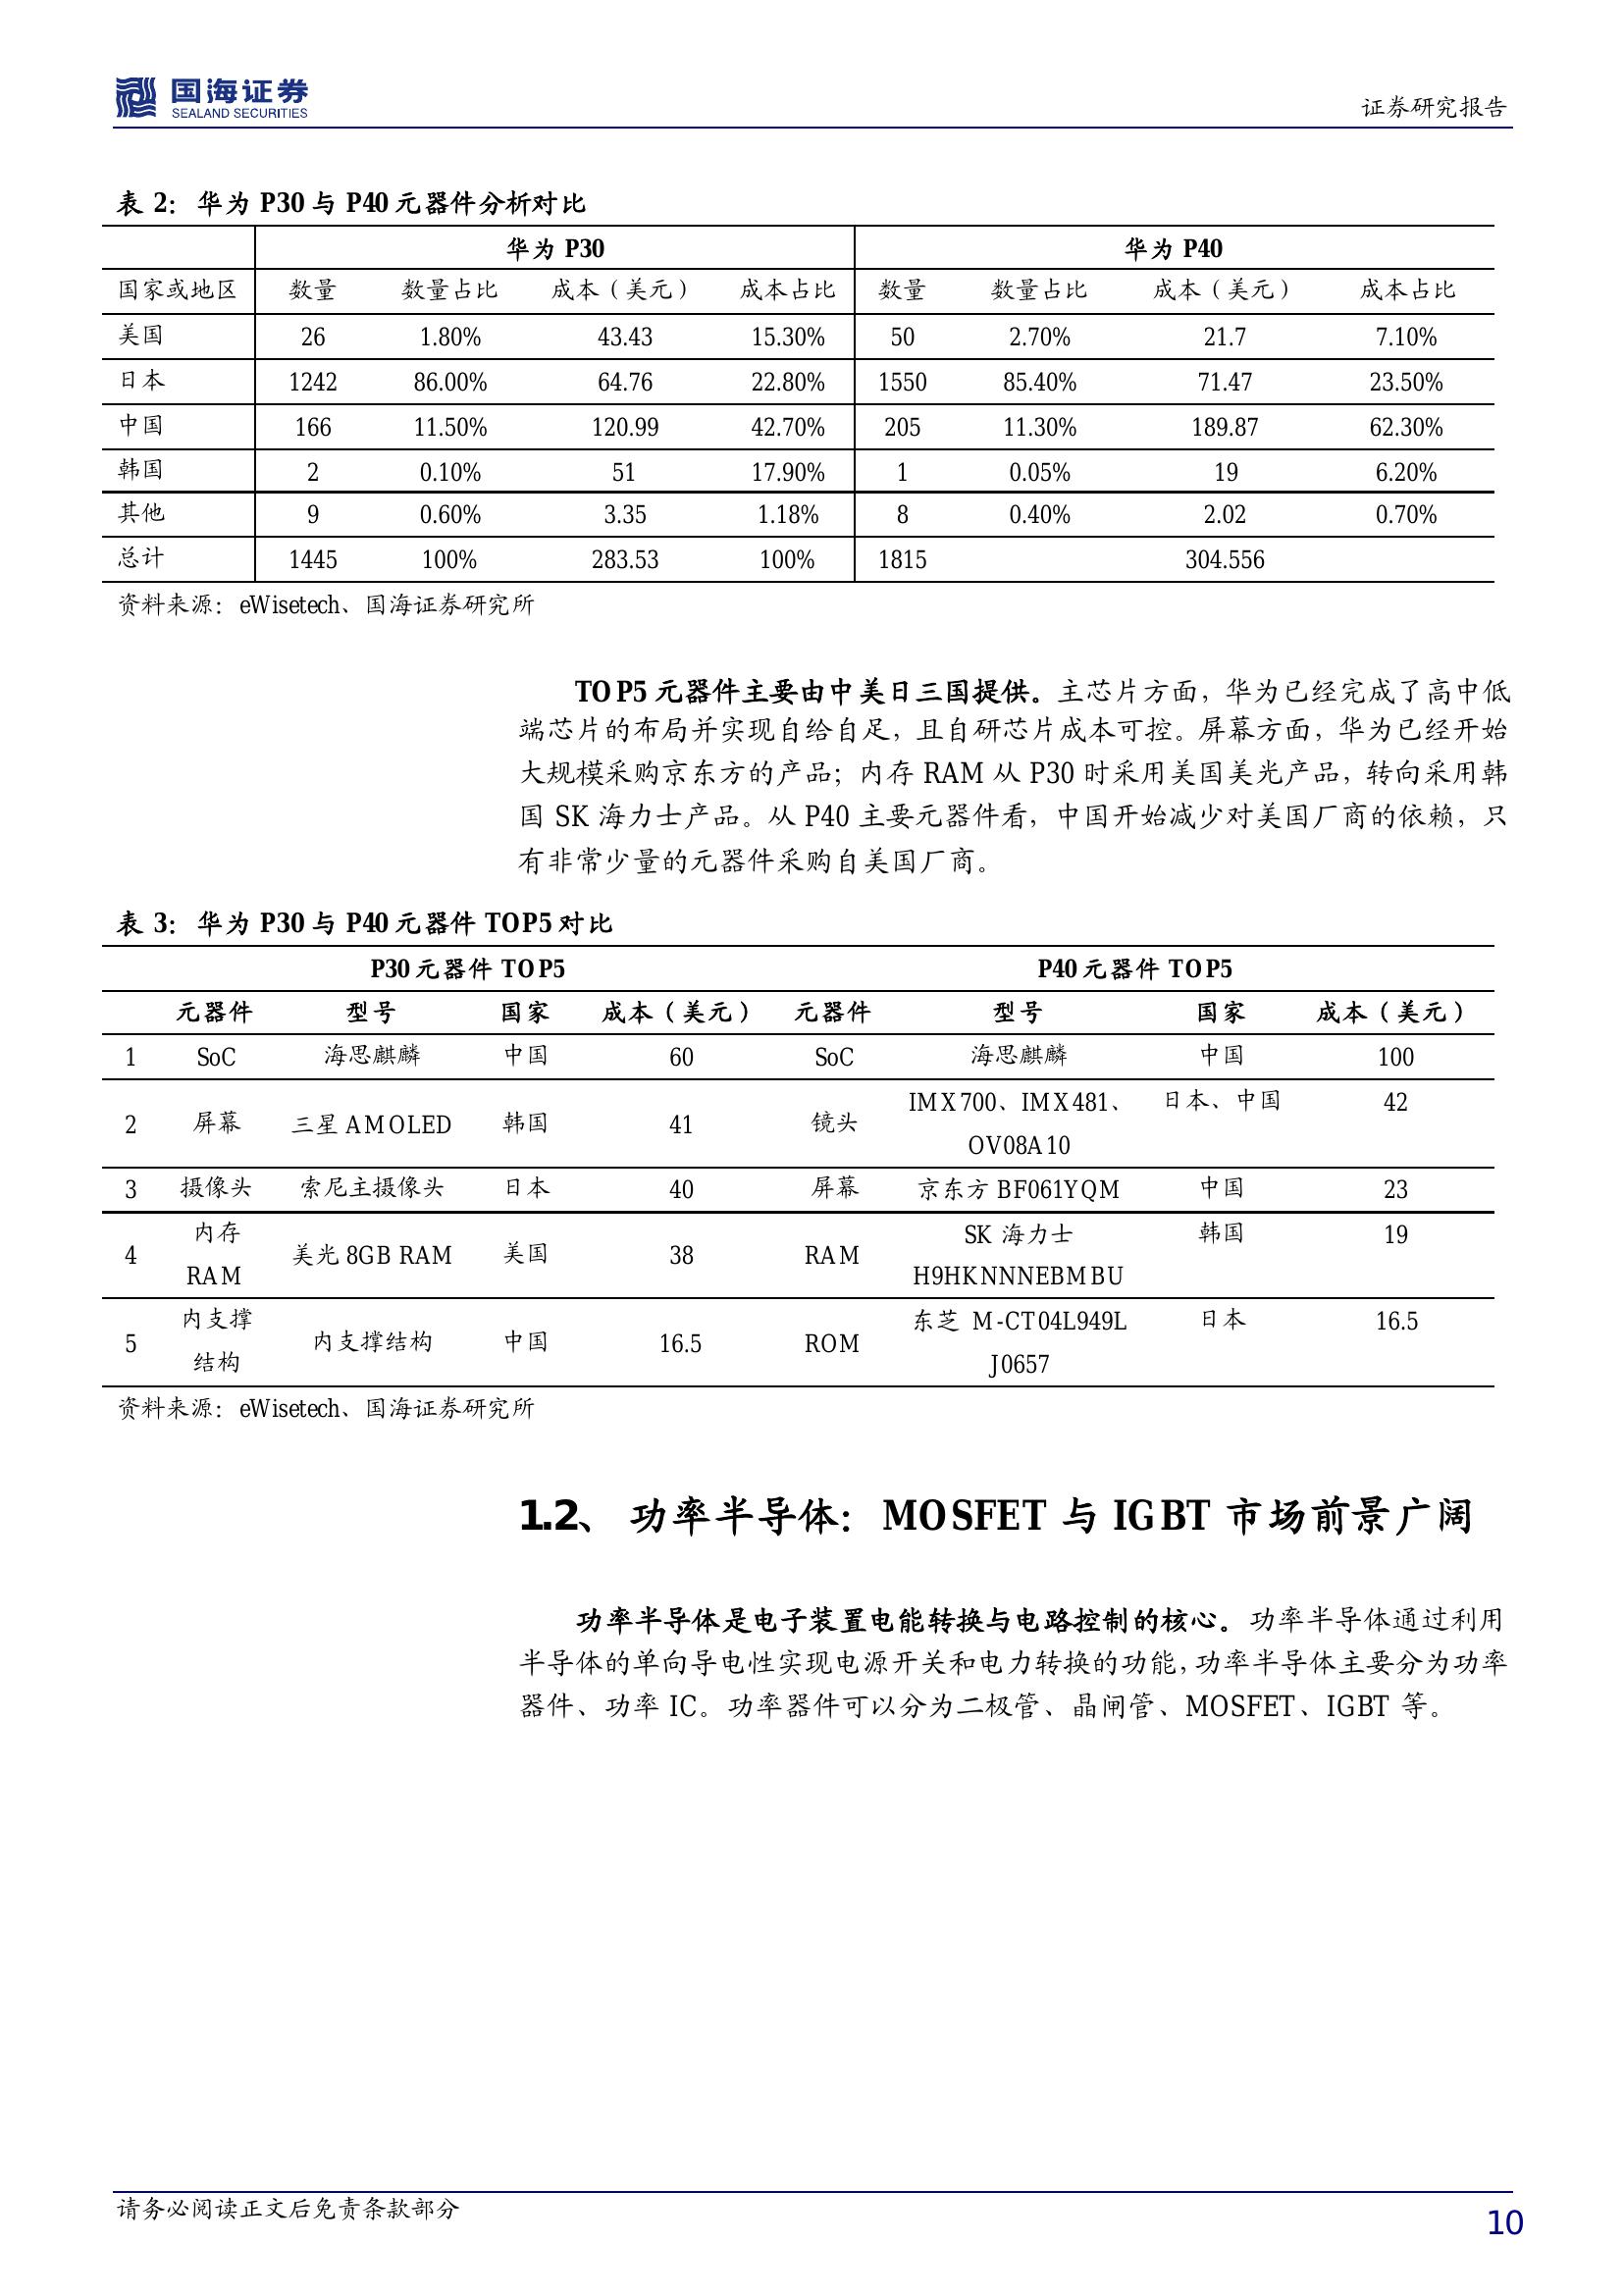 国海证券
SEALAND SECURITIES
证券研究报告
表 2：华为 P30 与 P40 元器件分析对比
华为 P30 华为 P40
国家或地区 数量 数量占比 成本（美元） 成本占比 数量 数量占比 成本（美元） 成本占比
美国 26 1.80% 43.43 15.30% 50 2.70% 21.7 7.10%
日本 1242 86.00% 64.76 22.80% 1550 85.40% 71.47 23.50%
中国 166 11.50% 120.99 42.70% 205 11.30% 189.87 62.30%
韩国 2 0.10% 51 17.90% 1 0.05% 19 6.20%
其他 9 0.60% 3.35 1.18% 8 0.40% 2.02 0.70%
总计 1445 100% 283.53 100% 1815 304.556
资料来源：eWisetech、国海证券研究所
TOP5 元器件主要由中美日三国提供。主芯片方面，华为已经完成了高中低
端芯片的布局并实现自给自足，且自研芯片成本可控。屏幕方面，华为已经开始
大规模采购京东方的产品；内存 RAM 从 P30 时采用美国美光产品，转向采用韩
国 SK 海力士产品。从 P40 主要元器件看，中国开始减少对美国厂商的依赖，只
有非常少量的元器件采购自美国厂商。
表 3：华为 P30 与 P40 元器件 TOP5 对比
P30 元器件 TOP5 P40 元器件 TOP5
元器件 型号 国家 成本（美元） 元器件 型号 国家 成本（美元）
1 SoC 海思麒麟 中国 60 SoC 海思麒麟 中国 100
2 屏幕 三星 AMOLED 韩国 41 镜头 IMX700、IMX481、 日本、中国 42
OV08A10
3 摄像头 索尼主摄像头 日本 40 屏幕 京东方 BF061YQM 中国 23
4 内存 美光 8GB RAM 美国 38 RAM SK 海力士 韩国 19
RAM H9HKNNNEBMBU
5 内支撑 内支撑结构 中国 16.5 ROM 东芝 M-CT04L949L 日本 16.5
结构 J0657
资料来源：eWisetech、国海证券研究所
1.2、 功率半导体：MOSFET 与 IGBT 市场前景广阔
功率半导体是电子装置电能转换与电路控制的核心。功率半导体通过利用
半导体的单向导电性实现电源开关和电力转换的功能，功率半导体主要分为功率
器件、功率 IC。功率器件可以分为二极管、晶闸管、MOSFET、IGBT 等。
请务必阅读正文后免责条款部分
10